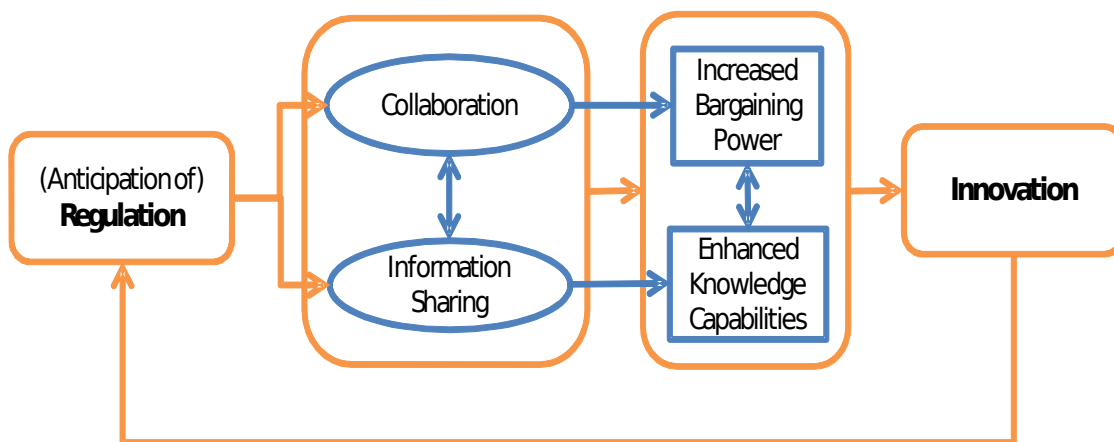 (Anticipation of)
Regulation
Collaboration
Information
Sharing
Increased
Bargaining
Power
Enhanced
Knowledge
Capabilities
Innovation